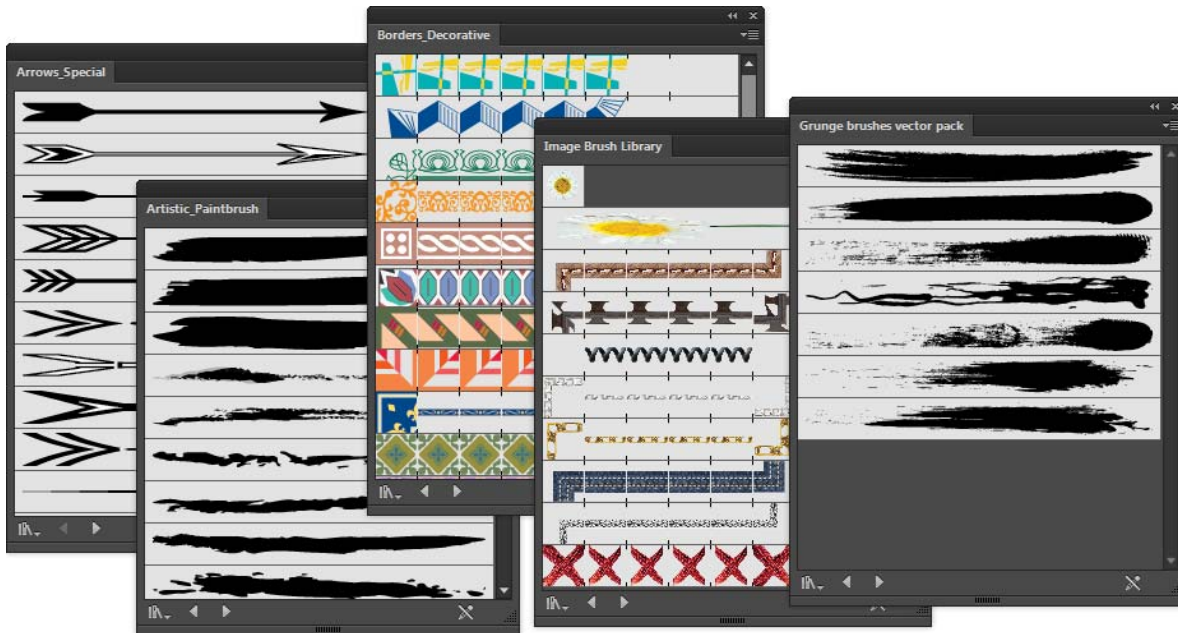 Arrows_Special
Artistic_Paintbrush
Borders_Decorative
Image Brush Library
Grunge brushes vector pack